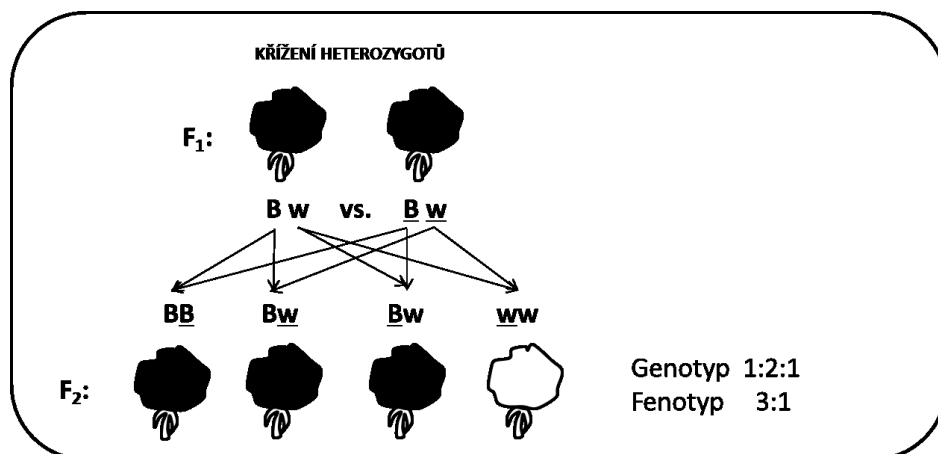 KŘÍŽENÍ HETEROZYGOTŮ
F₁:
B w vs. B w
BB Bw Bw ww
F₂:
Genotyp 1:2:1
Fenotyp 3:1